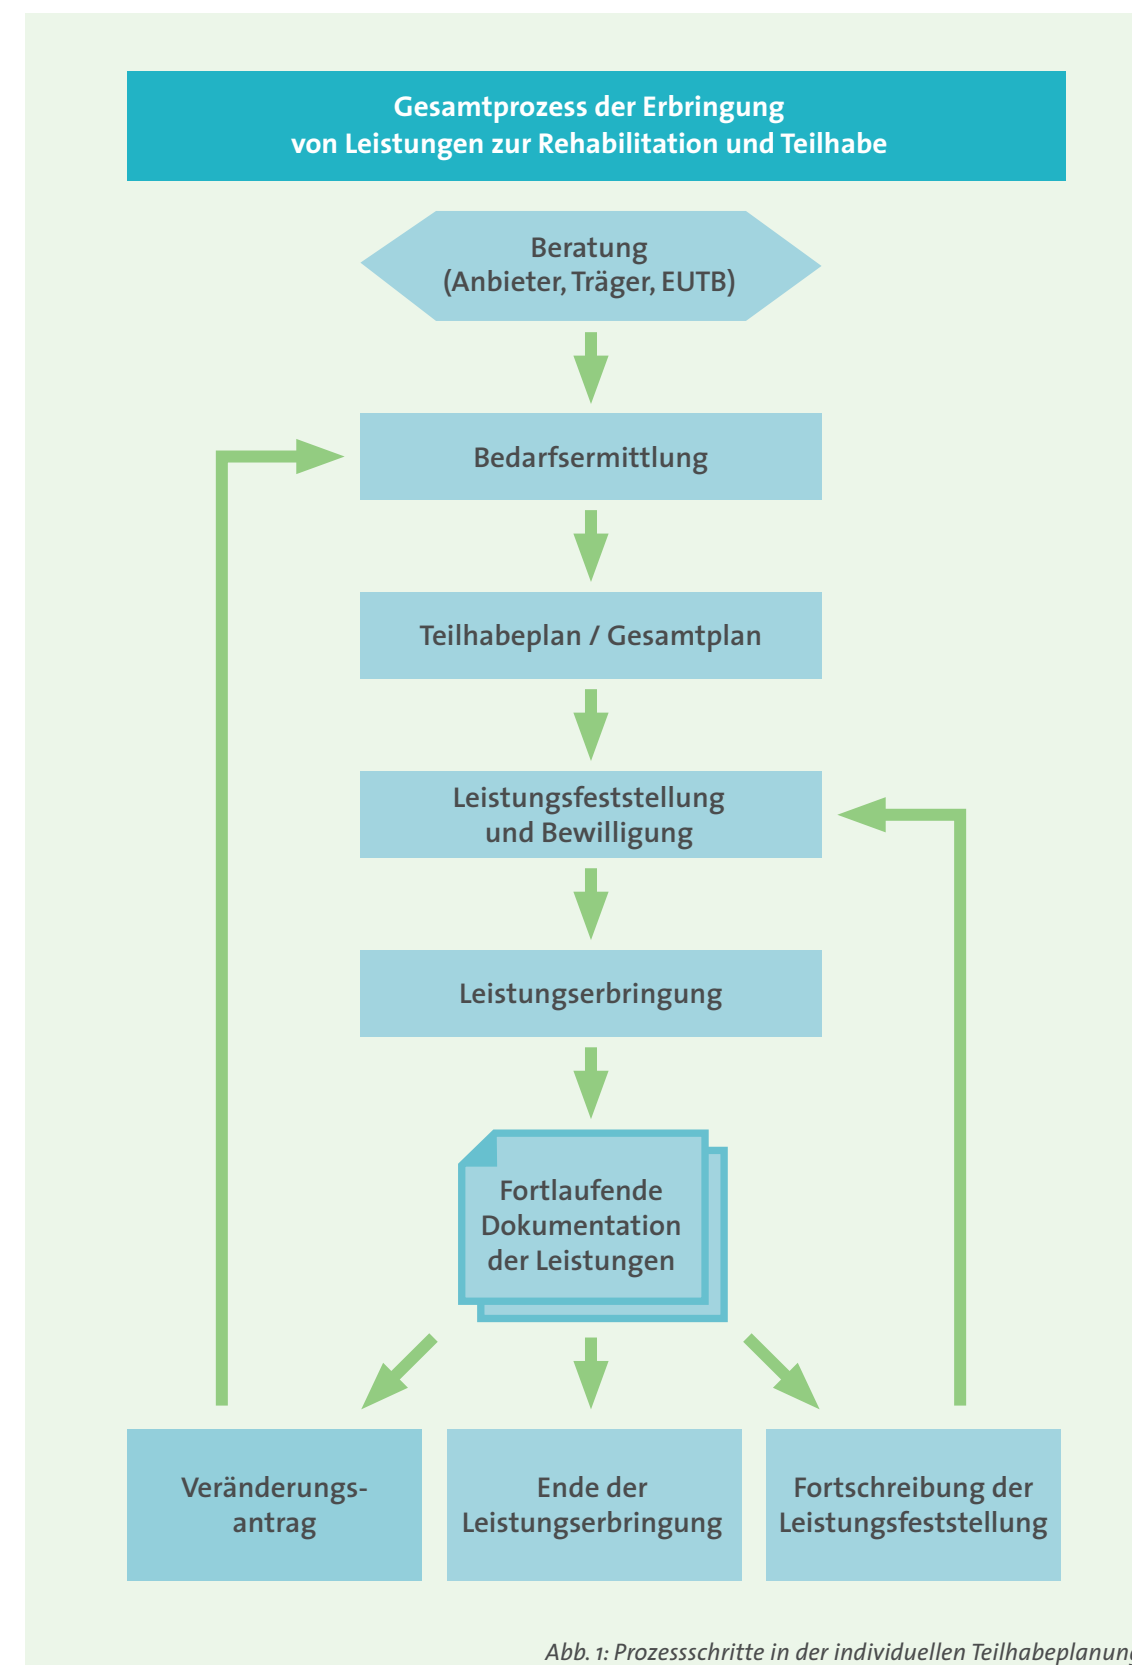 Gesamtprozess der Erbringung
von Leistungen zur Rehabilitation und Teilhabe
Beratung
(Anbieter, Träger, EUTB)
Bedarfsermittlung
Teilhabeplan / Gesamtplan
Leistungsfeststellung
und Bewilligung
Leistungserbringung
Fortlaufende
Dokumentation
der Leistungen
Veränderungs-
antrag
Ende der
Leistungserbringung
Fortschreibung der
Leistungsfeststellung
Abb. 1: Prozessschritte in der individuellen Teilhabeplanung